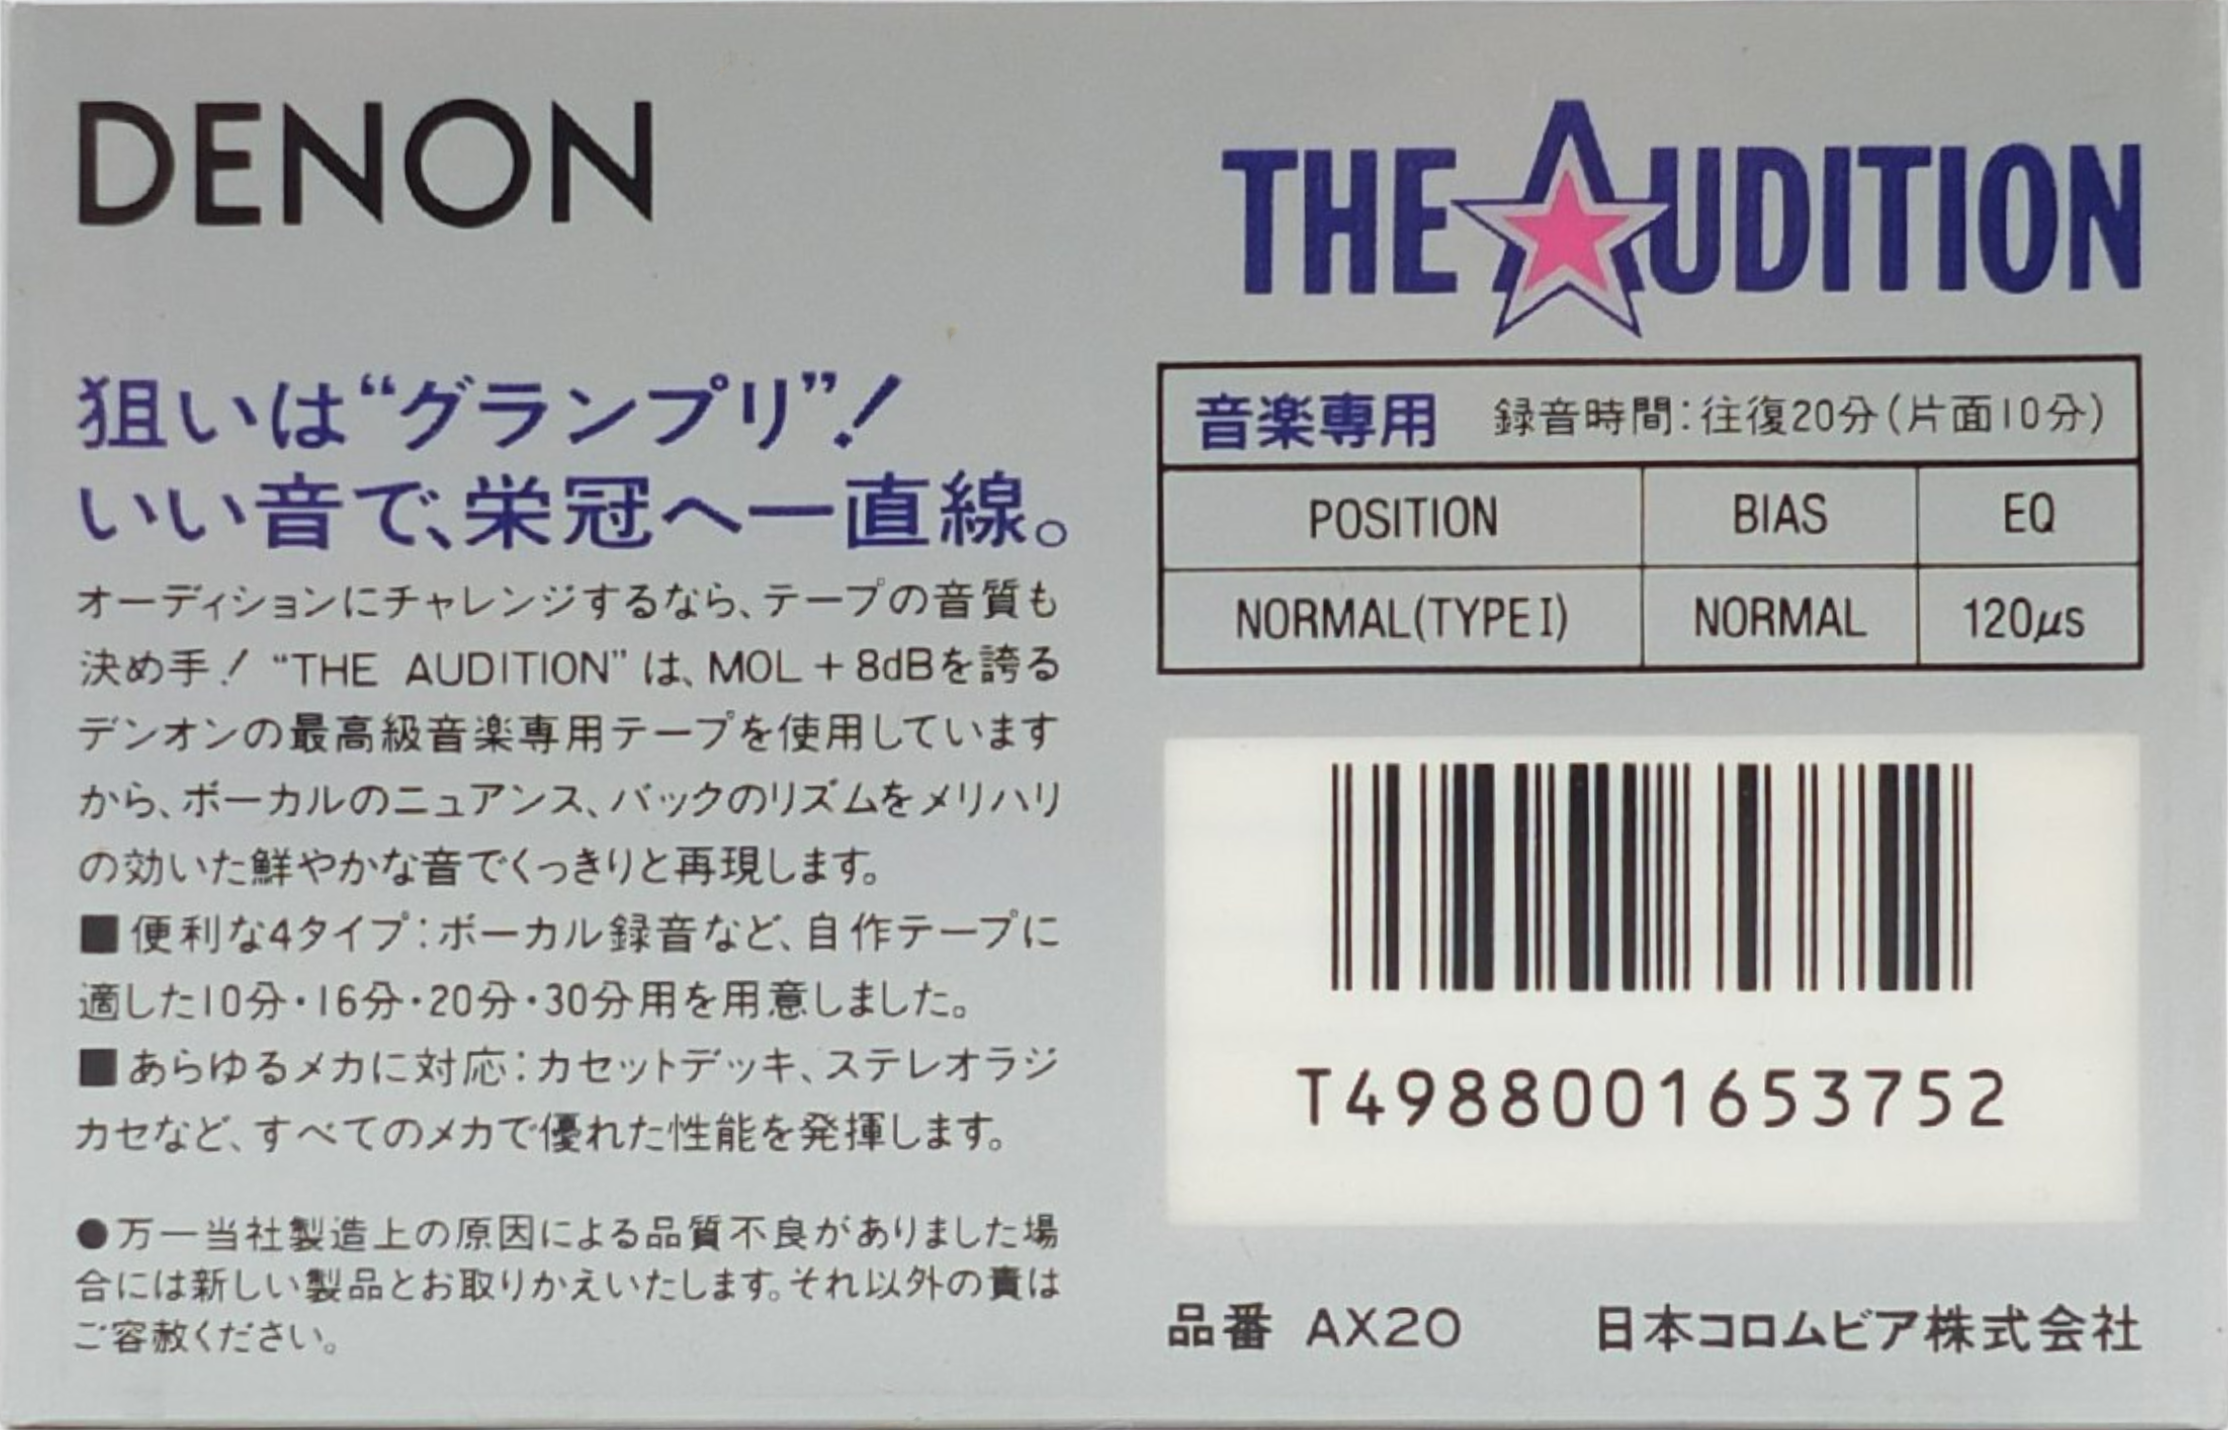 DENON
THE AUDITION
狙いは“グランプリ”!
いい音で、栄冠へ一直線。
オーディションにチャレンジするなら、テープの音質も
決め手!“THE AUDITION”は、MOL+8dBを誇る
デンオンの最高級音楽専用テープを使用しています
から、ボーカルのニュアンス、バックのリズムをメリハリ
の効いた鮮やかな音でくっきりと再現します。
■便利な4タイプ:ボーカル録音など、自作テープに
適した10分・16分・20分・30分用を用意しました。
■あらゆるメカに対応:カセットデッキ、ステレオラジ
カセなど、すべてのメカで優れた性能を発揮します。
●万一当社製造上の原因による品質不良がありました場
合には新しい製品とお取りかえいたします。それ以外の責は
ご容赦ください。
音楽専用 録音時間:往復20分(片面10分)
POSITION BIAS EQ
NORMAL(TYPE I) NORMAL 120μs
T4988001653752
品番 AX20 日本コロムビア株式会社